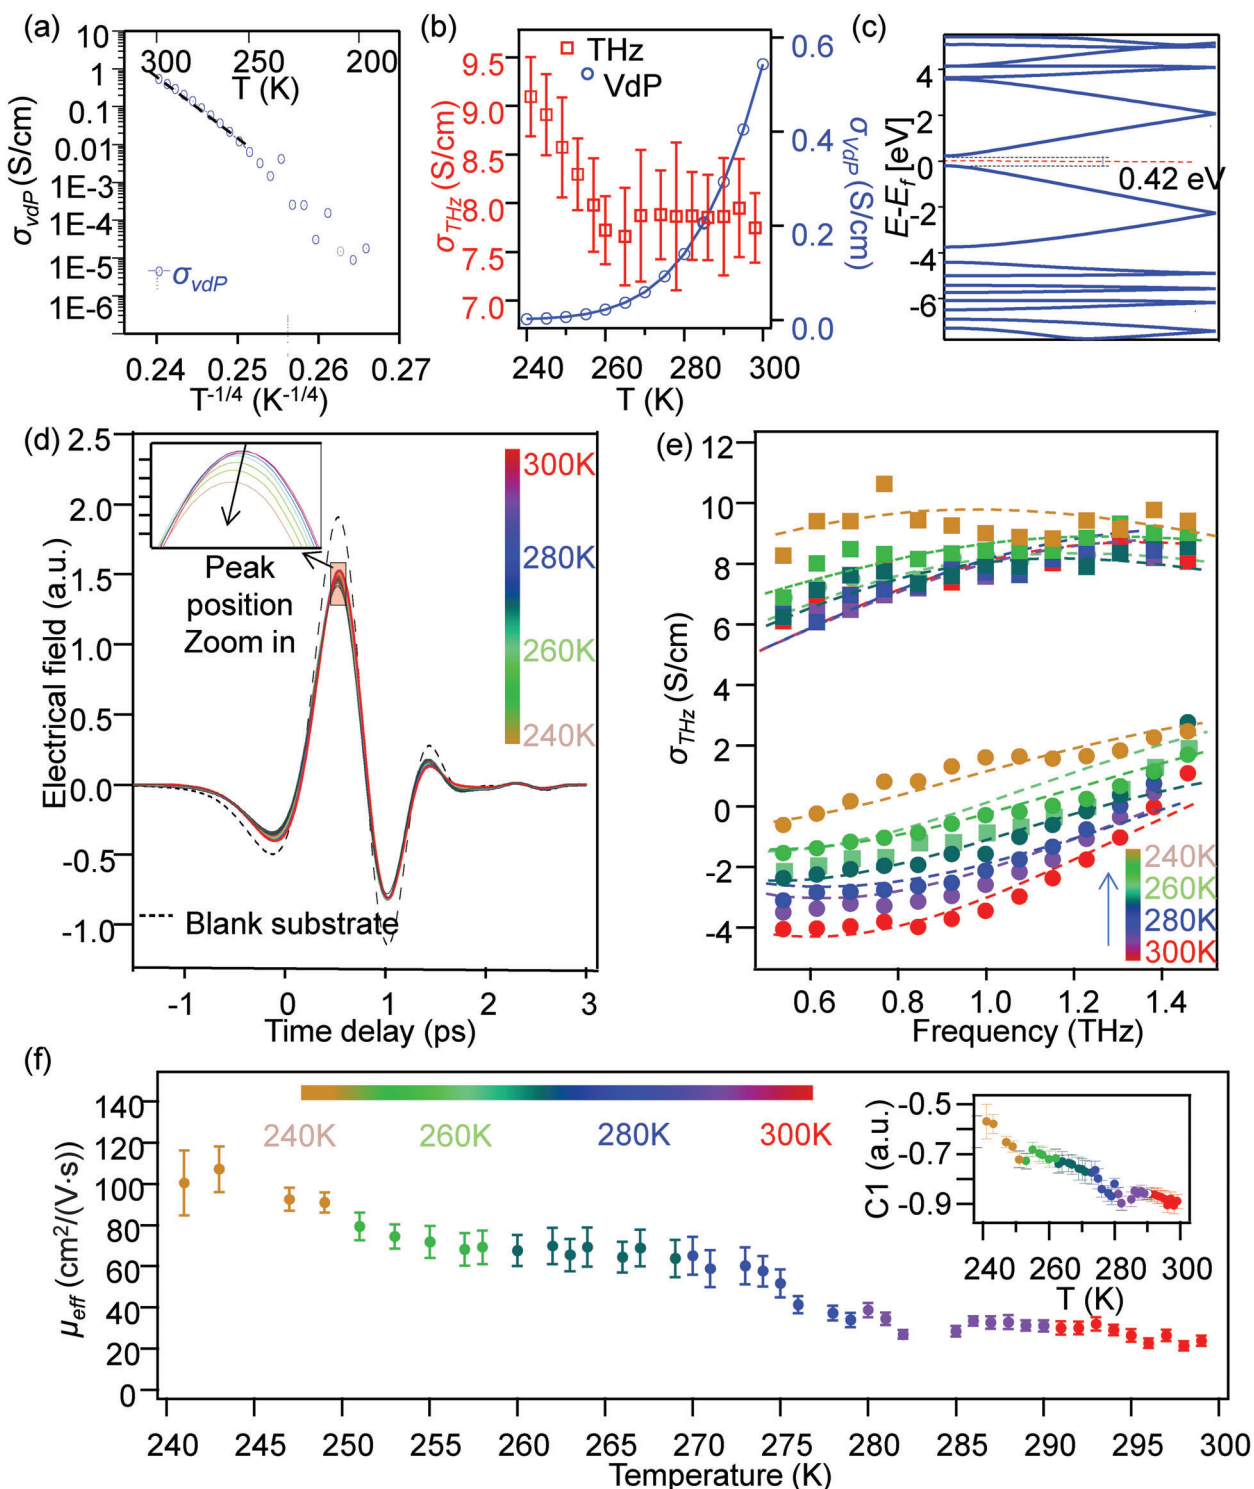 (a)
300 250 200
T (K)
10
1
0.1
0.01
1E-3
1E-4
1E-5
1E-6
σvdP (S/cm)
σvdP
0.24 0.25 0.26 0.27
T-1/4 (K-1/4)
(b)
THz
VdP
9.5
9.0
8.5
8.0
7.5
7.0
σTHz (S/cm)
0.6
0.4
0.2
0.0
σVdP (S/cm)
240 260 280 300
T (K)
(c)
4
2
0
-2
-4
-6
E-Ef [eV]
0.42 eV
(d)
2.5
2.0
1.5
1.0
0.5
0.0
-0.5
-1.0
Electrical field (a.u.)
Peak
position
Zoom in
300K
280K
260K
240K
Blank substrate
-1 0 1 2 3
Time delay (ps)
(e)
12
10
8
6
4
2
0
-2
-4
σTHz (S/cm)
240K
260K
280K
300K
0.6 0.8 1.0 1.2 1.4
Frequency (THz)
(f)
140
120
100
80
60
40
20
0
μeff (cm2/(V·s))
240K 260K 280K 300K
-0.5
-0.7
-0.9
C1 (a.u.)
240 260 280 300
T (K)
240 245 250 255 260 265 270 275 280 285 290 295 300
Temperature (K)